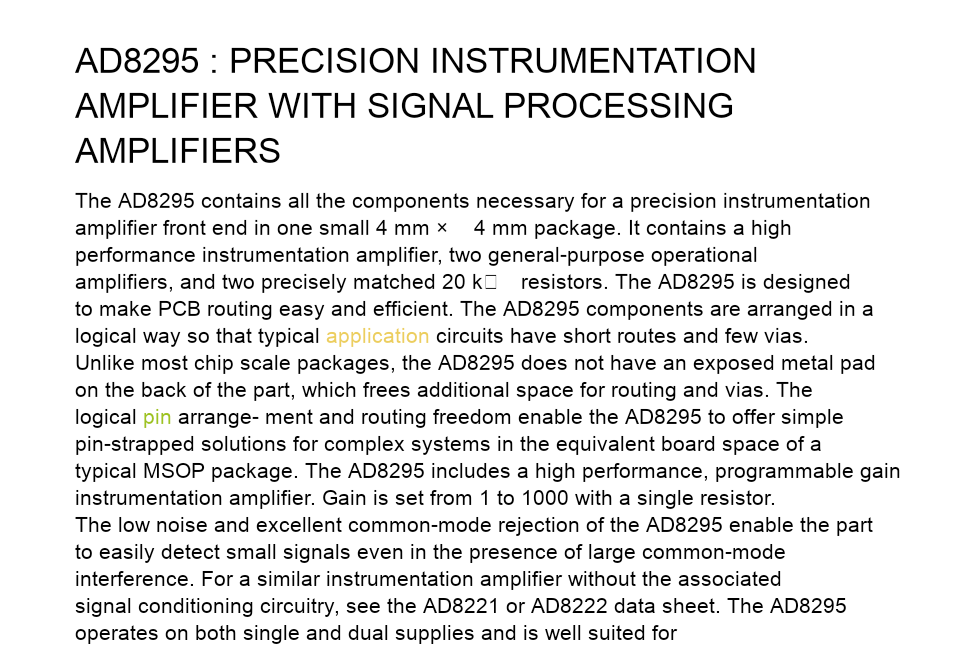 AD8295 : PRECISION INSTRUMENTATION
AMPLIFIER WITH SIGNAL PROCESSING
AMPLIFIERS
The AD8295 contains all the components necessary for a precision instrumentation
amplifier front end in one small 4 mm × 4 mm package. It contains a high
performance instrumentation amplifier, two general-purpose operational
amplifiers, and two precisely matched 20 k□ resistors. The AD8295 is designed
to make PCB routing easy and efficient. The AD8295 components are arranged in a
logical way so that typical application circuits have short routes and few vias.
Unlike most chip scale packages, the AD8295 does not have an exposed metal pad
on the back of the part, which frees additional space for routing and vias. The
logical pin arrange- ment and routing freedom enable the AD8295 to offer simple
pin-strapped solutions for complex systems in the equivalent board space of a
typical MSOP package. The AD8295 includes a high performance, programmable gain
instrumentation amplifier. Gain is set from 1 to 1000 with a single resistor.
The low noise and excellent common-mode rejection of the AD8295 enable the part
to easily detect small signals even in the presence of large common-mode
interference. For a similar instrumentation amplifier without the associated
signal conditioning circuitry, see the AD8221 or AD8222 data sheet. The AD8295
operates on both single and dual supplies and is well suited for